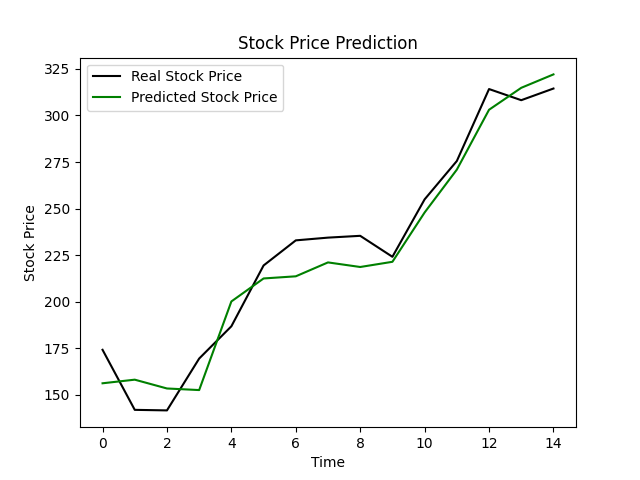 Stock Price Prediction
Real Stock Price
Predicted Stock Price
325
300
275
250
225
200
175
150
Stock Price
0 2 4 6 8 10 12 14
Time